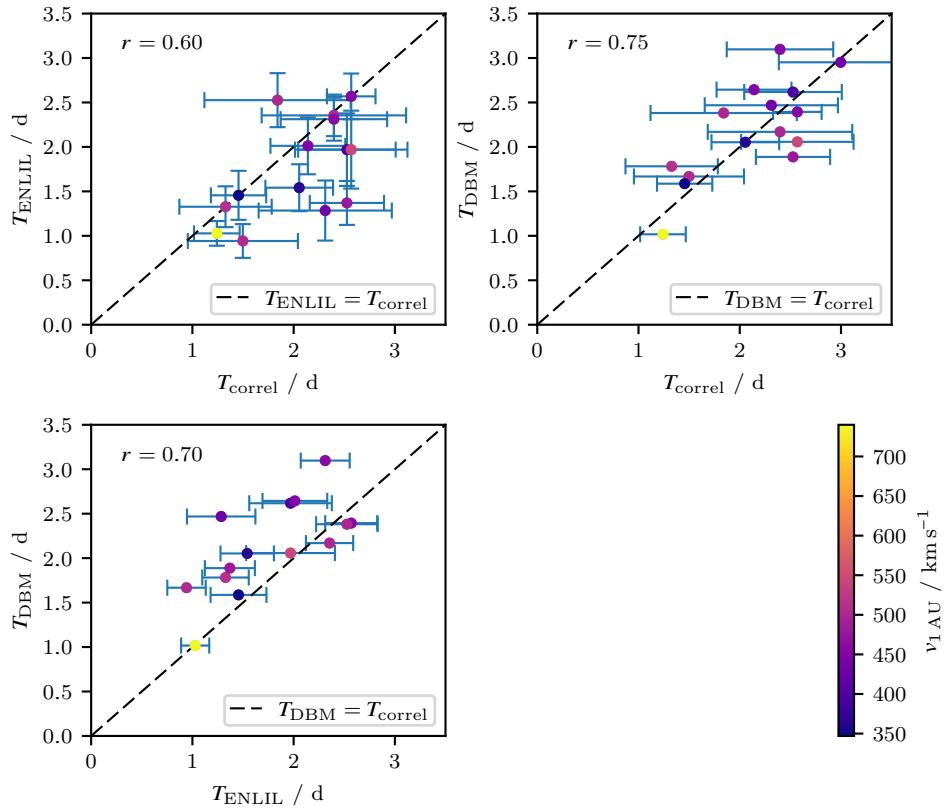 3.5
3.0
2.5
2.0
1.5
1.0
0.5
0.0
T_ENLIL / d
r = 0.60
T_ENLIL = T_correl
0 1 2 3
T_correl / d
3.5
3.0
2.5
2.0
1.5
1.0
0.5
0.0
T_DBM / d
r = 0.75
T_DBM = T_correl
0 1 2 3
T_correl / d
3.5
3.0
2.5
2.0
1.5
1.0
0.5
0.0
T_DBM / d
r = 0.70
T_DBM = T_correl
0 1 2 3
T_ENLIL / d
700
650
600
550
500
450
400
350
v_1 AU / km s⁻¹